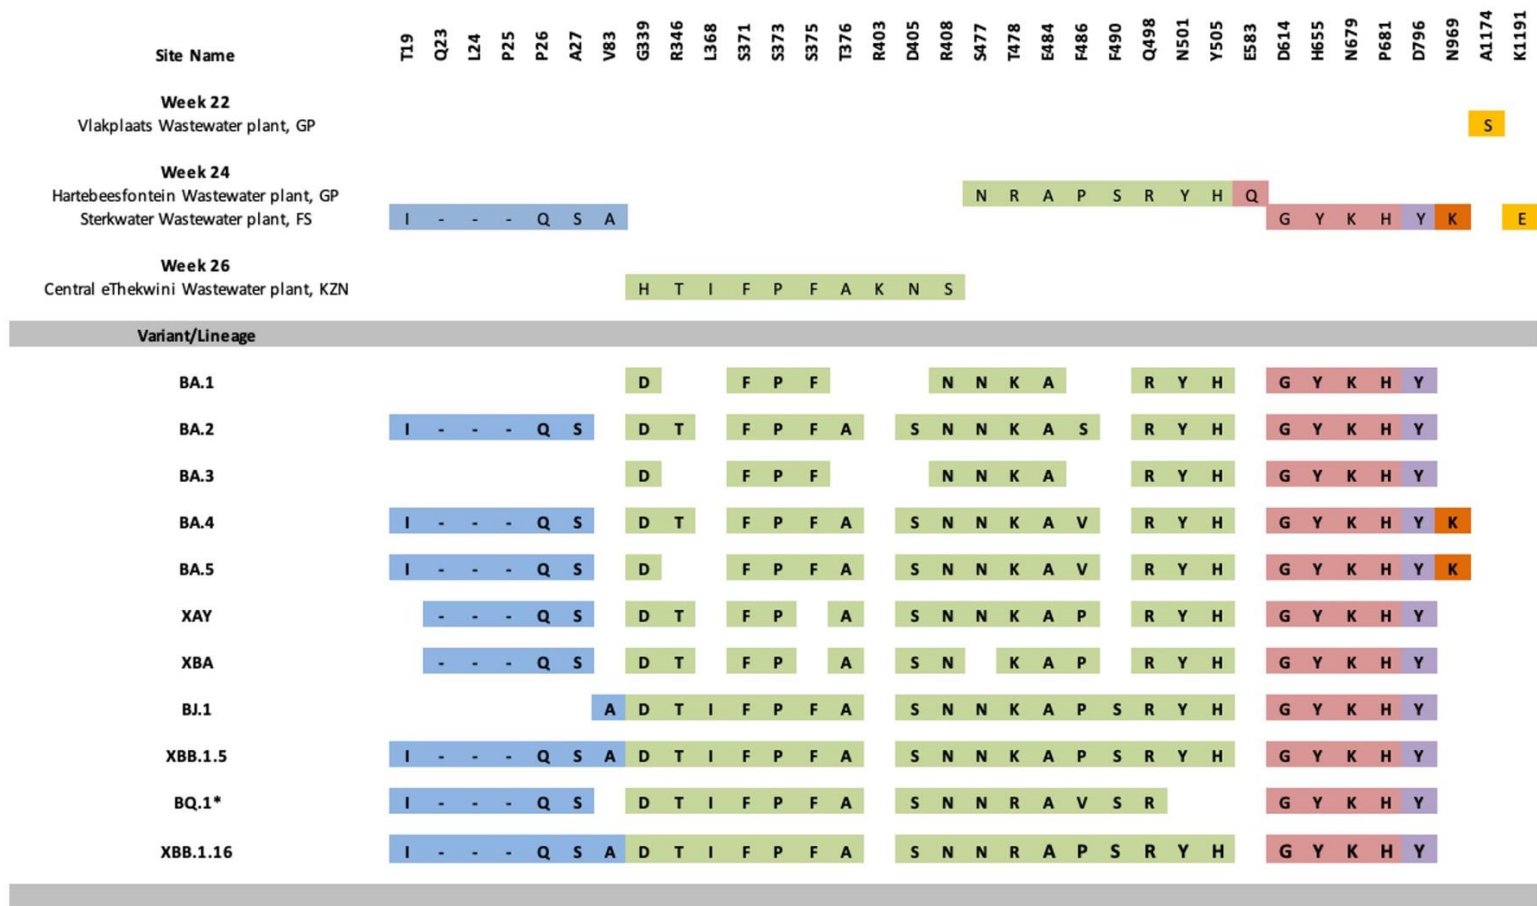 Site Name T19 Q23 L24 P25 P26 A27 V83 G339 R346 L368 S371 S373 S375 T376 R403 D405 R408 S477 T478 E484 F486 F490 Q498 N501 Y505 E583 D614 H655 N679 P681 D796 N969 A1174 K1191
Week 22
Vlakplaats Wastewater plant, GP S
Week 24
Hartebeesfontein Wastewater plant, GP N R A P S R Y H Q
Sterkwater Wastewater plant, FS I - - - Q S A G Y K H Y K E
Week 26
Central eThekwini Wastewater plant, KZN H T I F P F A K N S
Variant/Lineage
BA.1 D F P F N N K A R Y H G Y K H Y
BA.2 I - - - Q S D T F P F A S N N K A S R Y H G Y K H Y
BA.3 D F P F N N K A R Y H G Y K H Y
BA.4 I - - - Q S D T F P F A S N N K A V R Y H G Y K H Y K
BA.5 I - - - Q S D F P F A S N N K A V R Y H G Y K H Y K
XAY - - - Q S D T F P A S N N K A P R Y H G Y K H Y
XBA - - - Q S D T F P A S N K A P R Y H G Y K H Y
BJ.1 A D T I F P F A S N N K A P S R Y H G Y K H Y
XBB.1.5 I - - - Q S A D T I F P F A S N N K A P S R Y H G Y K H Y
BQ.1* I - - - Q S D T I F P F A S N N R A V S R G Y K H Y
XBB.1.16 I - - - Q S A D T I F P F A S N N R A P S R Y H G Y K H Y